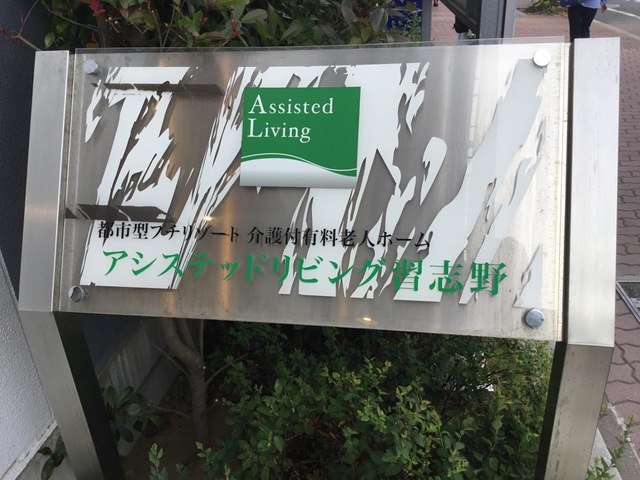 Assisted
Living
都市型プチリゾート 介護付有料老人ホーム
アシステッドリビング習志野